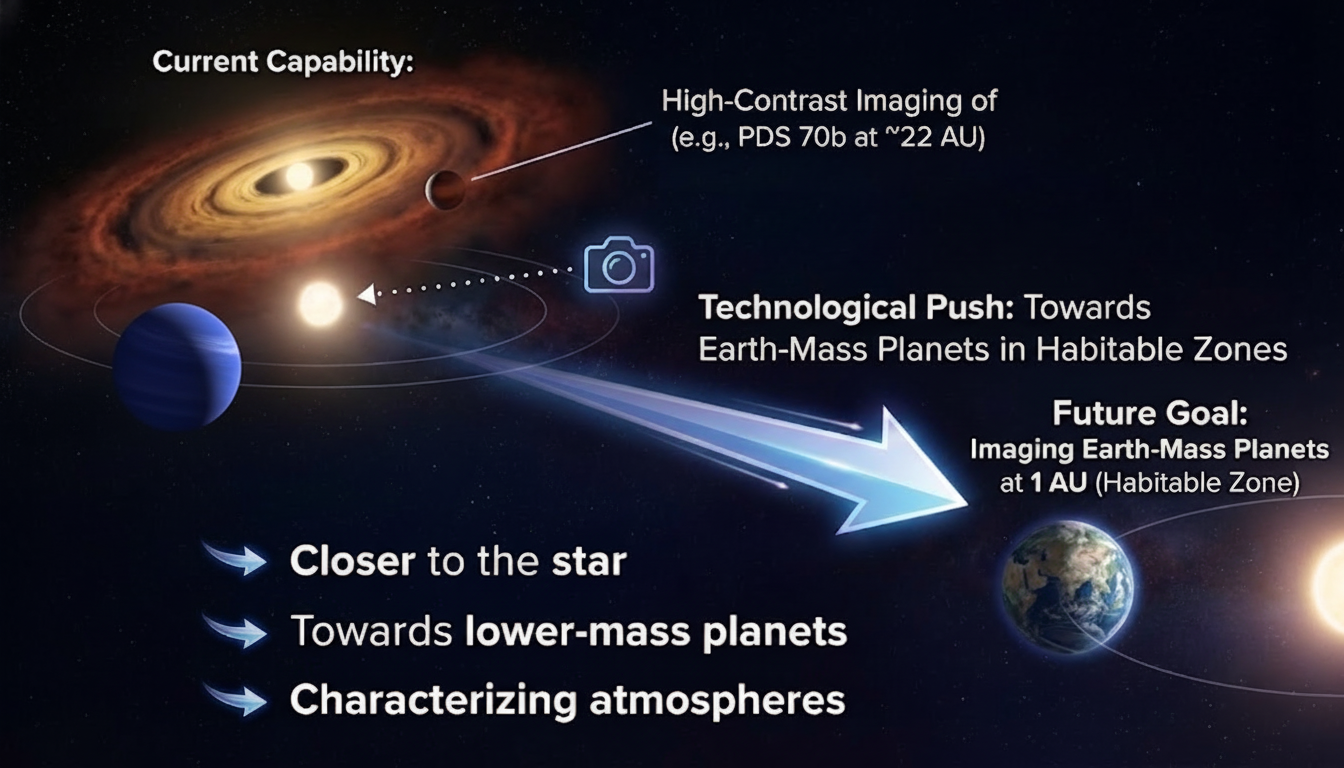 Current Capability:
High-Contrast Imaging of
(e.g., PDS 70b at ~22 AU)
Technological Push: Towards
Earth-Mass Planets in Habitable Zones
Future Goal:
Imaging Earth-Mass Planets
at 1 AU (Habitable Zone)
Closer to the star
Towards lower-mass planets
Characterizing atmospheres